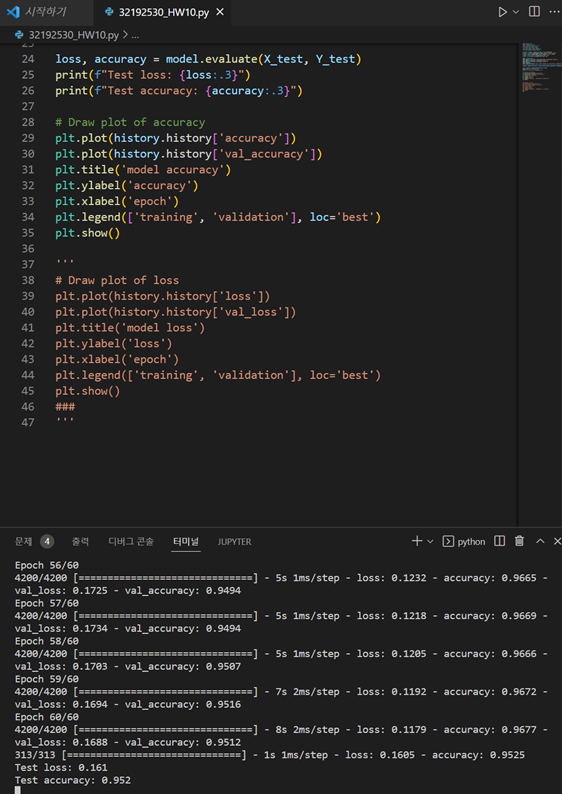 시작하기
32192530_HW10.py
32192530_HW10.py > ...
23
24 loss, accuracy = model.evaluate(X_test, Y_test)
25 print(f"Test loss: {loss:.3}")
26 print(f"Test accuracy: {accuracy:.3}")
27
28 # Draw plot of accuracy
29 plt.plot(history.history['accuracy'])
30 plt.plot(history.history['val_accuracy'])
31 plt.title('model accuracy')
32 plt.ylabel('accuracy')
33 plt.xlabel('epoch')
34 plt.legend(['training', 'validation'], loc='best')
35 plt.show()
36
37 '''
38 # Draw plot of loss
39 plt.plot(history.history['loss'])
40 plt.plot(history.history['val_loss'])
41 plt.title('model loss')
42 plt.ylabel('loss')
43 plt.xlabel('epoch')
44 plt.legend(['training', 'validation'], loc='best')
45 plt.show()
46 ###
47 '''
문제 4 출력 디버그 콘솔 터미널 JUPYTER python
Epoch 56/60
4200/4200 [==============================] - 5s 1ms/step - loss: 0.1232 - accuracy: 0.9665 -
val_loss: 0.1725 - val_accuracy: 0.9494
Epoch 57/60
4200/4200 [==============================] - 5s 1ms/step - loss: 0.1218 - accuracy: 0.9669 -
val_loss: 0.1734 - val_accuracy: 0.9494
Epoch 58/60
4200/4200 [==============================] - 5s 1ms/step - loss: 0.1205 - accuracy: 0.9666 -
val_loss: 0.1703 - val_accuracy: 0.9507
Epoch 59/60
4200/4200 [==============================] - 7s 2ms/step - loss: 0.1192 - accuracy: 0.9672 -
val_loss: 0.1694 - val_accuracy: 0.9516
Epoch 60/60
4200/4200 [==============================] - 8s 2ms/step - loss: 0.1179 - accuracy: 0.9677 -
val_loss: 0.1688 - val_accuracy: 0.9512
313/313 [==============================] - 1s 1ms/step - loss: 0.1605 - accuracy: 0.9525
Test loss: 0.161
Test accuracy: 0.952